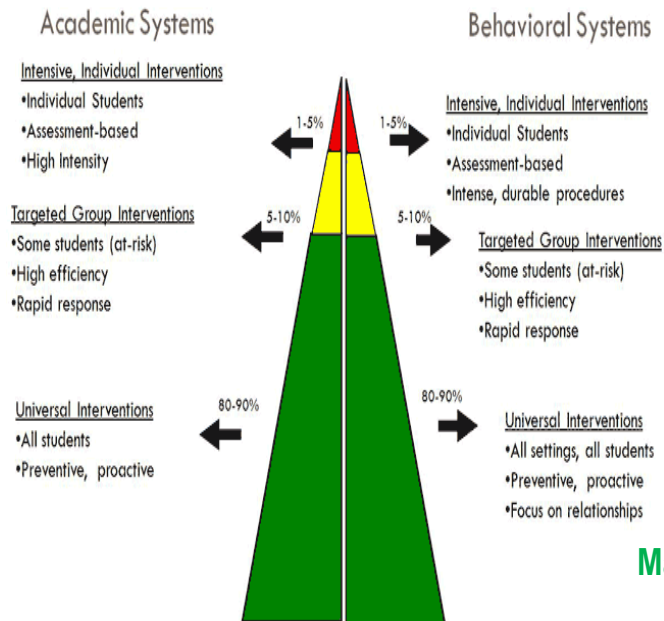 Academic Systems
Intensive, Individual Interventions
•Individual Students
•Assessment-based
•High Intensity
1-5%
Targeted Group Interventions
•Some students (at-risk)
•High efficiency
•Rapid response
5-10%
Universal Interventions
•All students
•Preventive, proactive
80-90%
Behavioral Systems
1-5%
Intensive, Individual Interventions
•Individual Students
•Assessment-based
•Intense, durable procedures
5-10%
Targeted Group Interventions
•Some students (at-risk)
•High efficiency
•Rapid response
80-90%
Universal Interventions
•All settings, all students
•Preventive, proactive
•Focus on relationships